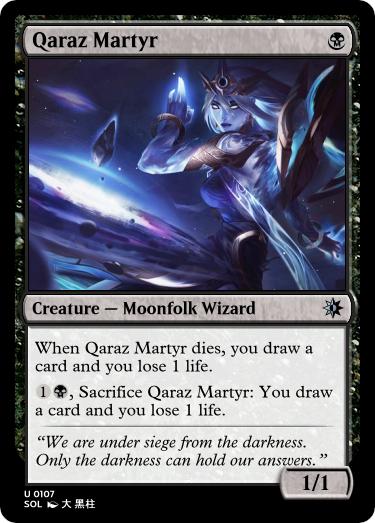 Qaraz Martyr
Creature — Moonfolk Wizard
When Qaraz Martyr dies, you draw a
card and you lose 1 life.
1, Sacrifice Qaraz Martyr: You draw
a card and you lose 1 life.
“We are under siege from the darkness.
Only the darkness can hold our answers.”
1/1
U 0107
SOL 大 黒柱